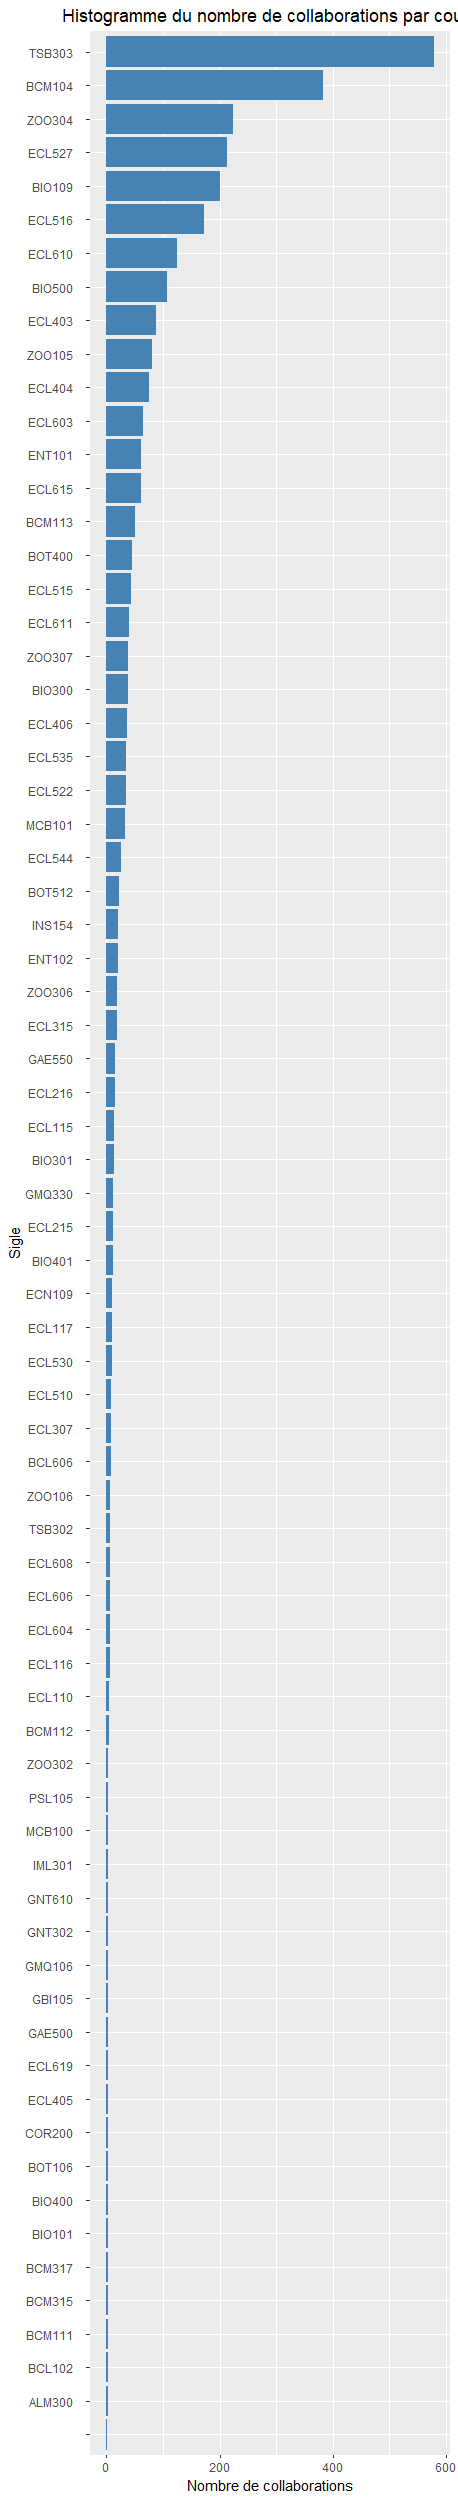 Histogramme du nombre de collaborations par cou
TSB303
BCM104
ZOO304
ECL527
BIO109
ECL516
ECL610
BIO500
ECL403
ZOO105
ECL404
ECL603
ENT101
ECL615
BCM113
BOT400
ECL515
ECL611
ZOO307
BIO300
ECL406
ECL535
ECL522
MCB101
ECL544
BOT512
INS154
ENT102
ZOO306
ECL315
GAE550
ECL216
ECL115
BIO301
GMQ330
ECL215
Sigle
BIO401
ECN109
ECL117
ECL530
ECL510
ECL307
BCL606
ZOO106
TSB302
ECL608
ECL606
ECL604
ECL116
ECL110
BCM112
ZOO302
PSL105
MCB100
IML301
GNT610
GNT302
GMQ106
GBI105
GAE500
ECL619
ECL405
COR200
BOT106
BIO400
BIO101
BCM317
BCM315
BCM111
BCL102
ALM300
0 200 400 600
Nombre de collaborations